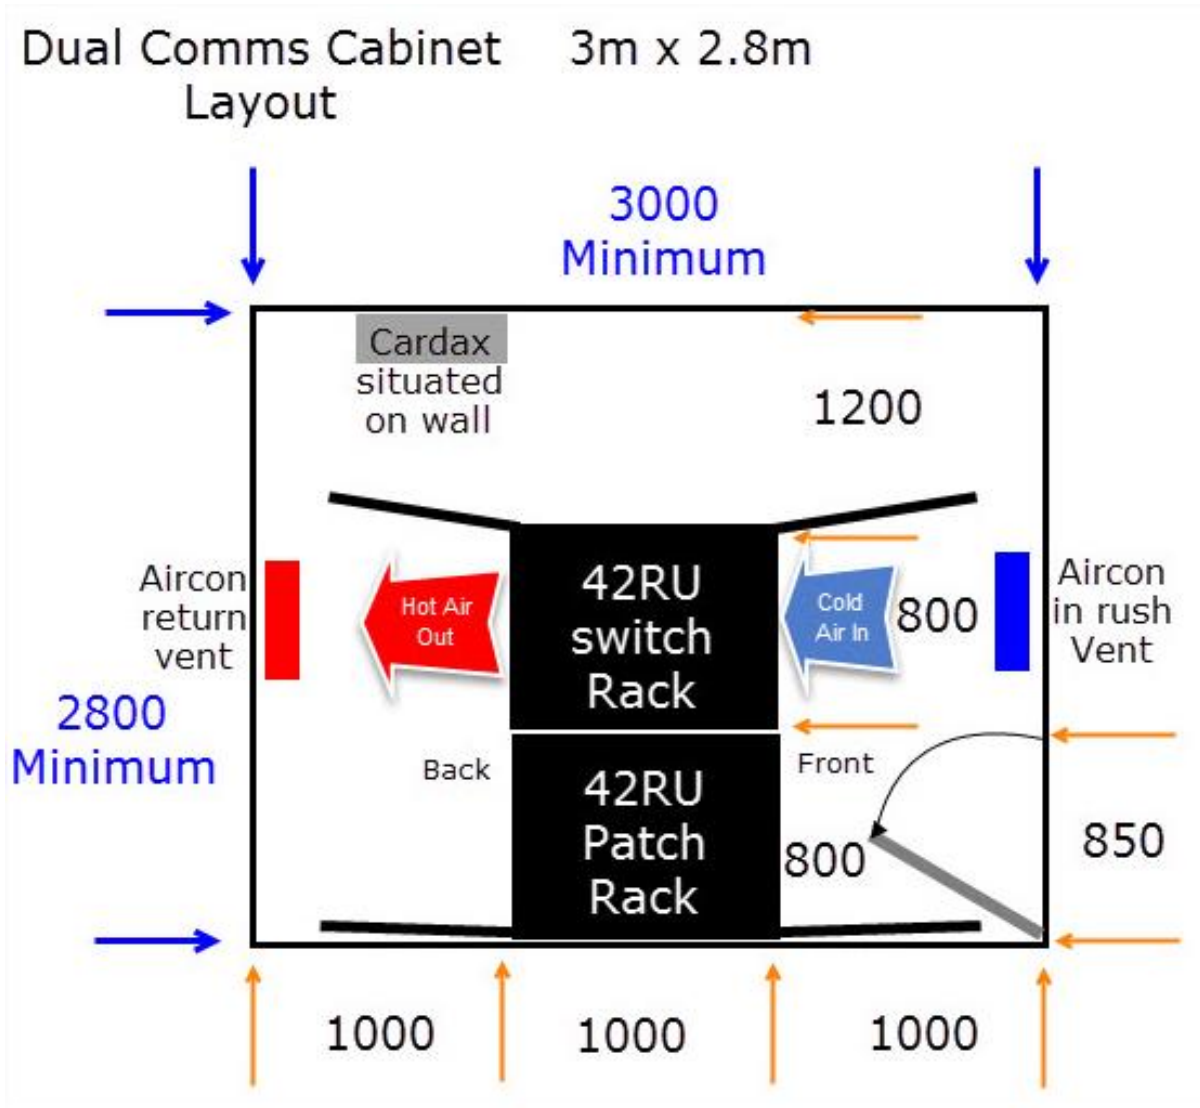 Dual Comms Cabinet 3m x 2.8m
Layout
3000
Minimum
Cardax
situated
on wall
1200
Aircon
return
vent
Hot Air
Out
42RU
switch
Rack
Cold
Air In
800
Aircon
in rush
Vent
2800
Minimum
Back
42RU
Patch
Rack
Front
800
850
1000
1000
1000